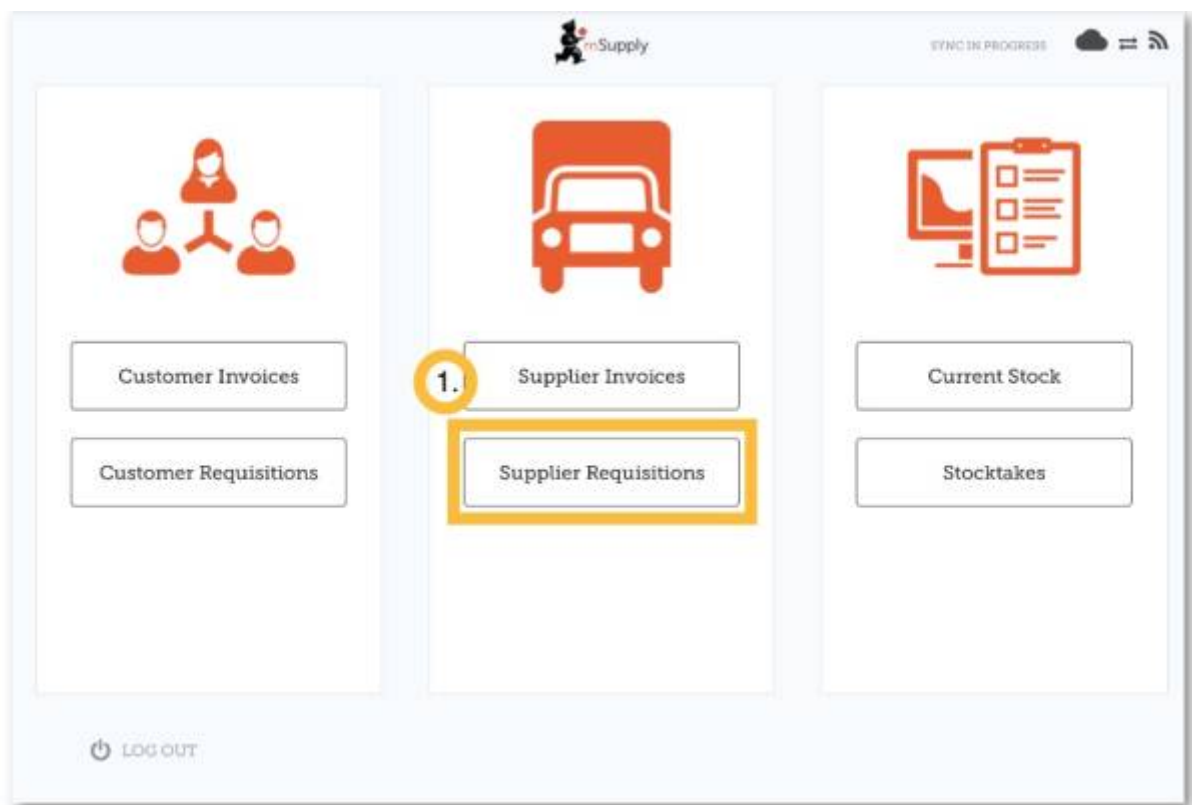 mSupply
SYNC IN PROGRESS
Customer Invoices
1.
Supplier Invoices
Current Stock
Customer Requisitions
Supplier Requisitions
Stocktakes
LOG OUT